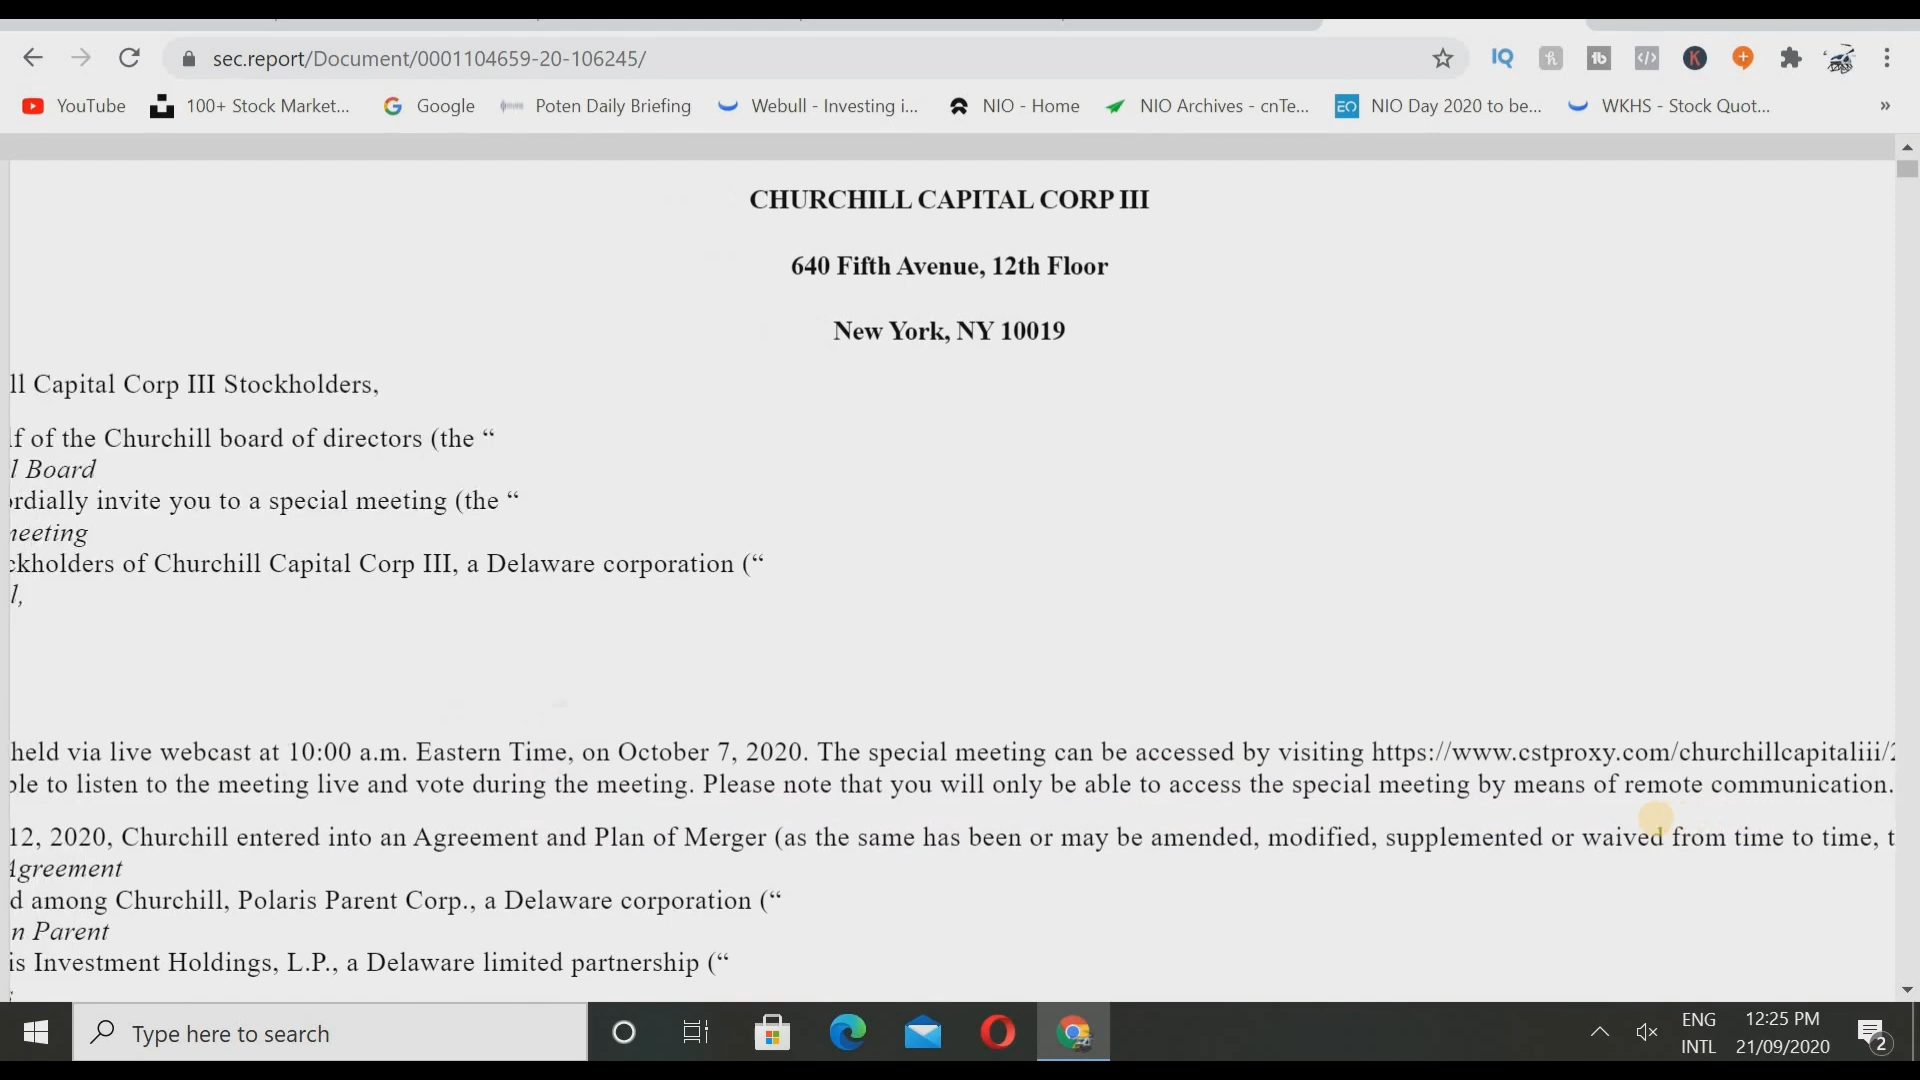 sec.report/Document/0001104659-20-106245/
YouTube 100+ Stock Market... Google Poten Daily Briefing Webull - Investing i... NIO - Home NIO Archives - cnTe... NIO Day 2020 to be... WKHS - Stock Quot... »
CHURCHILL CAPITAL CORP III
640 Fifth Avenue, 12th Floor
New York, NY 10019
ll Capital Corp III Stockholders,
lf of the Churchill board of directors (the “
l Board
ordially invite you to a special meeting (the “
meeting
ckholders of Churchill Capital Corp III, a Delaware corporation (“
l,
held via live webcast at 10:00 a.m. Eastern Time, on October 7, 2020. The special meeting can be accessed by visiting https://www.cstproxy.com/churchillcapitaliii/2
ble to listen to the meeting live and vote during the meeting. Please note that you will only be able to access the special meeting by means of remote communication.
12, 2020, Churchill entered into an Agreement and Plan of Merger (as the same has been or may be amended, modified, supplemented or waived from time to time, t
Agreement
d among Churchill, Polaris Parent Corp., a Delaware corporation (“
n Parent
is Investment Holdings, L.P., a Delaware limited partnership (“
Type here to search
ENG 12:25 PM
INTL 21/09/2020 2